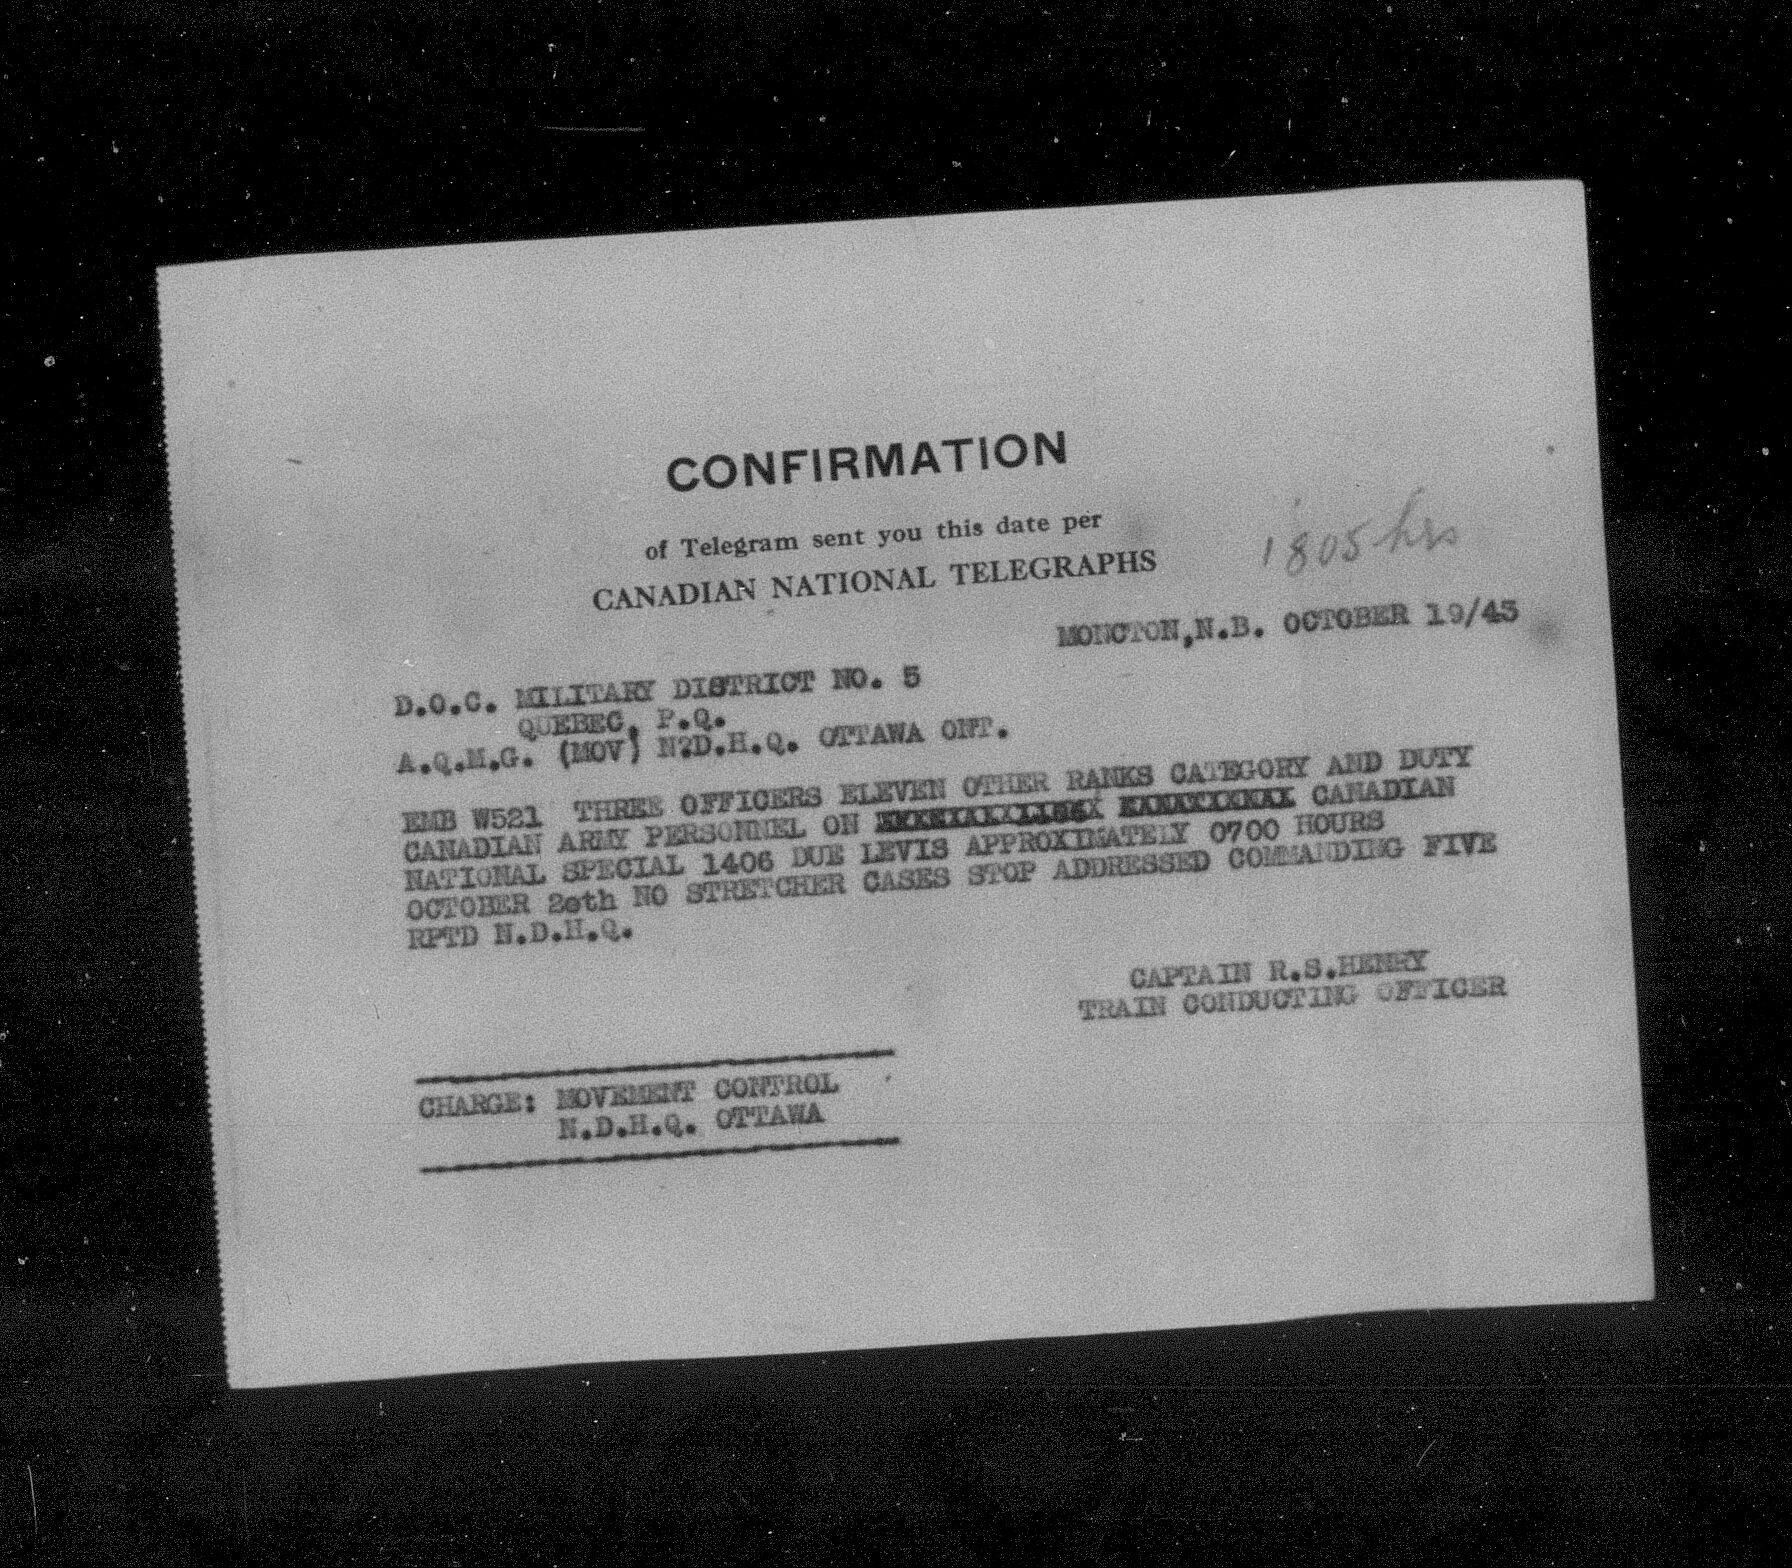 CONFIRMATION
of Telegram sent you this date per
CANADIAN NATIONAL TELEGRAPHS
1805 hrs
MONCTON,N.B. OCTOBER 19/43
D.O.C. MILITARY DISTRICT NO. 5
QUEBEC, P.Q.
A.Q.M.G. (MOV) N?D.H.Q. OTTAWA ONT.
EMB W521 THREE OFFICERS ELEVEN OTHER RANKS CATEGORY AND DUTY
CANADIAN ARMY PERSONNEL ON CANADIAN
NATIONAL SPECIAL 1406 DUE LEVIS APPROXIMATELY 0700 HOURS
OCTOBER 20th NO STRETCHER CASES STOP ADDRESSED COMMANDING FIVE
RPTD N.D.H.Q.
CAPTAIN R.S.HENRY
TRAIN CONDUCTING OFFICER
CHARGE: MOVEMENT CONTROL
N.D.H.Q. OTTAWA